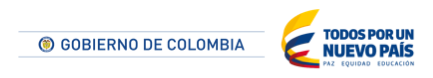 GOBIERNO DE COLOMBIA
TODOS POR UN
NUEVO PAÍS
PAZ EQUIDAD EDUCACIÓN